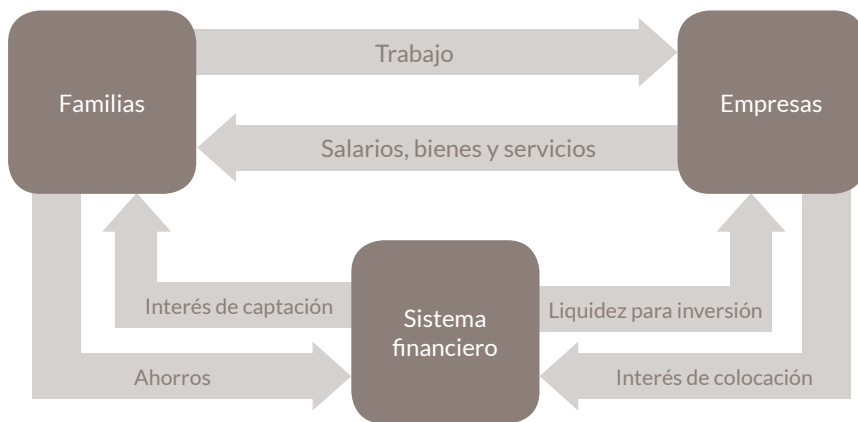 Trabajo
Familias
Empresas
Salarios, bienes y servicios
Interés de captación
Liquidez para inversión
Sistema
financiero
Ahorros
Interés de colocación